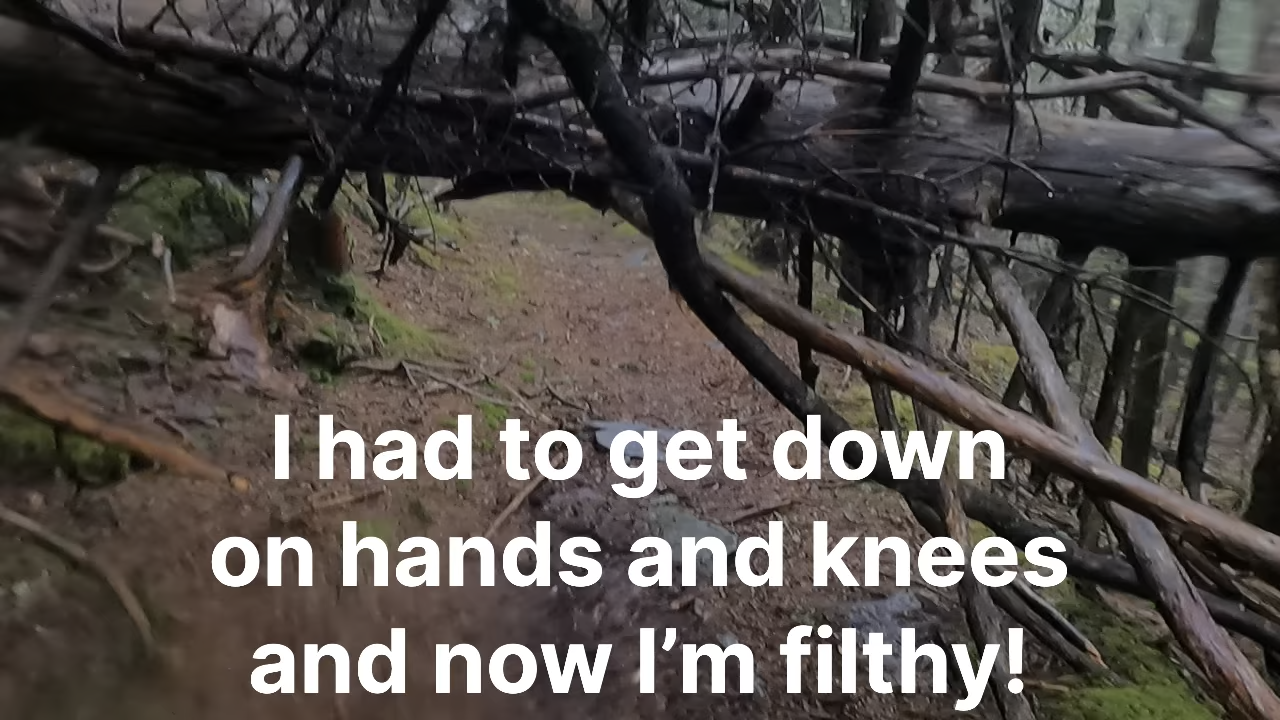 I had to get down
on hands and knees
and now I’m filthy!